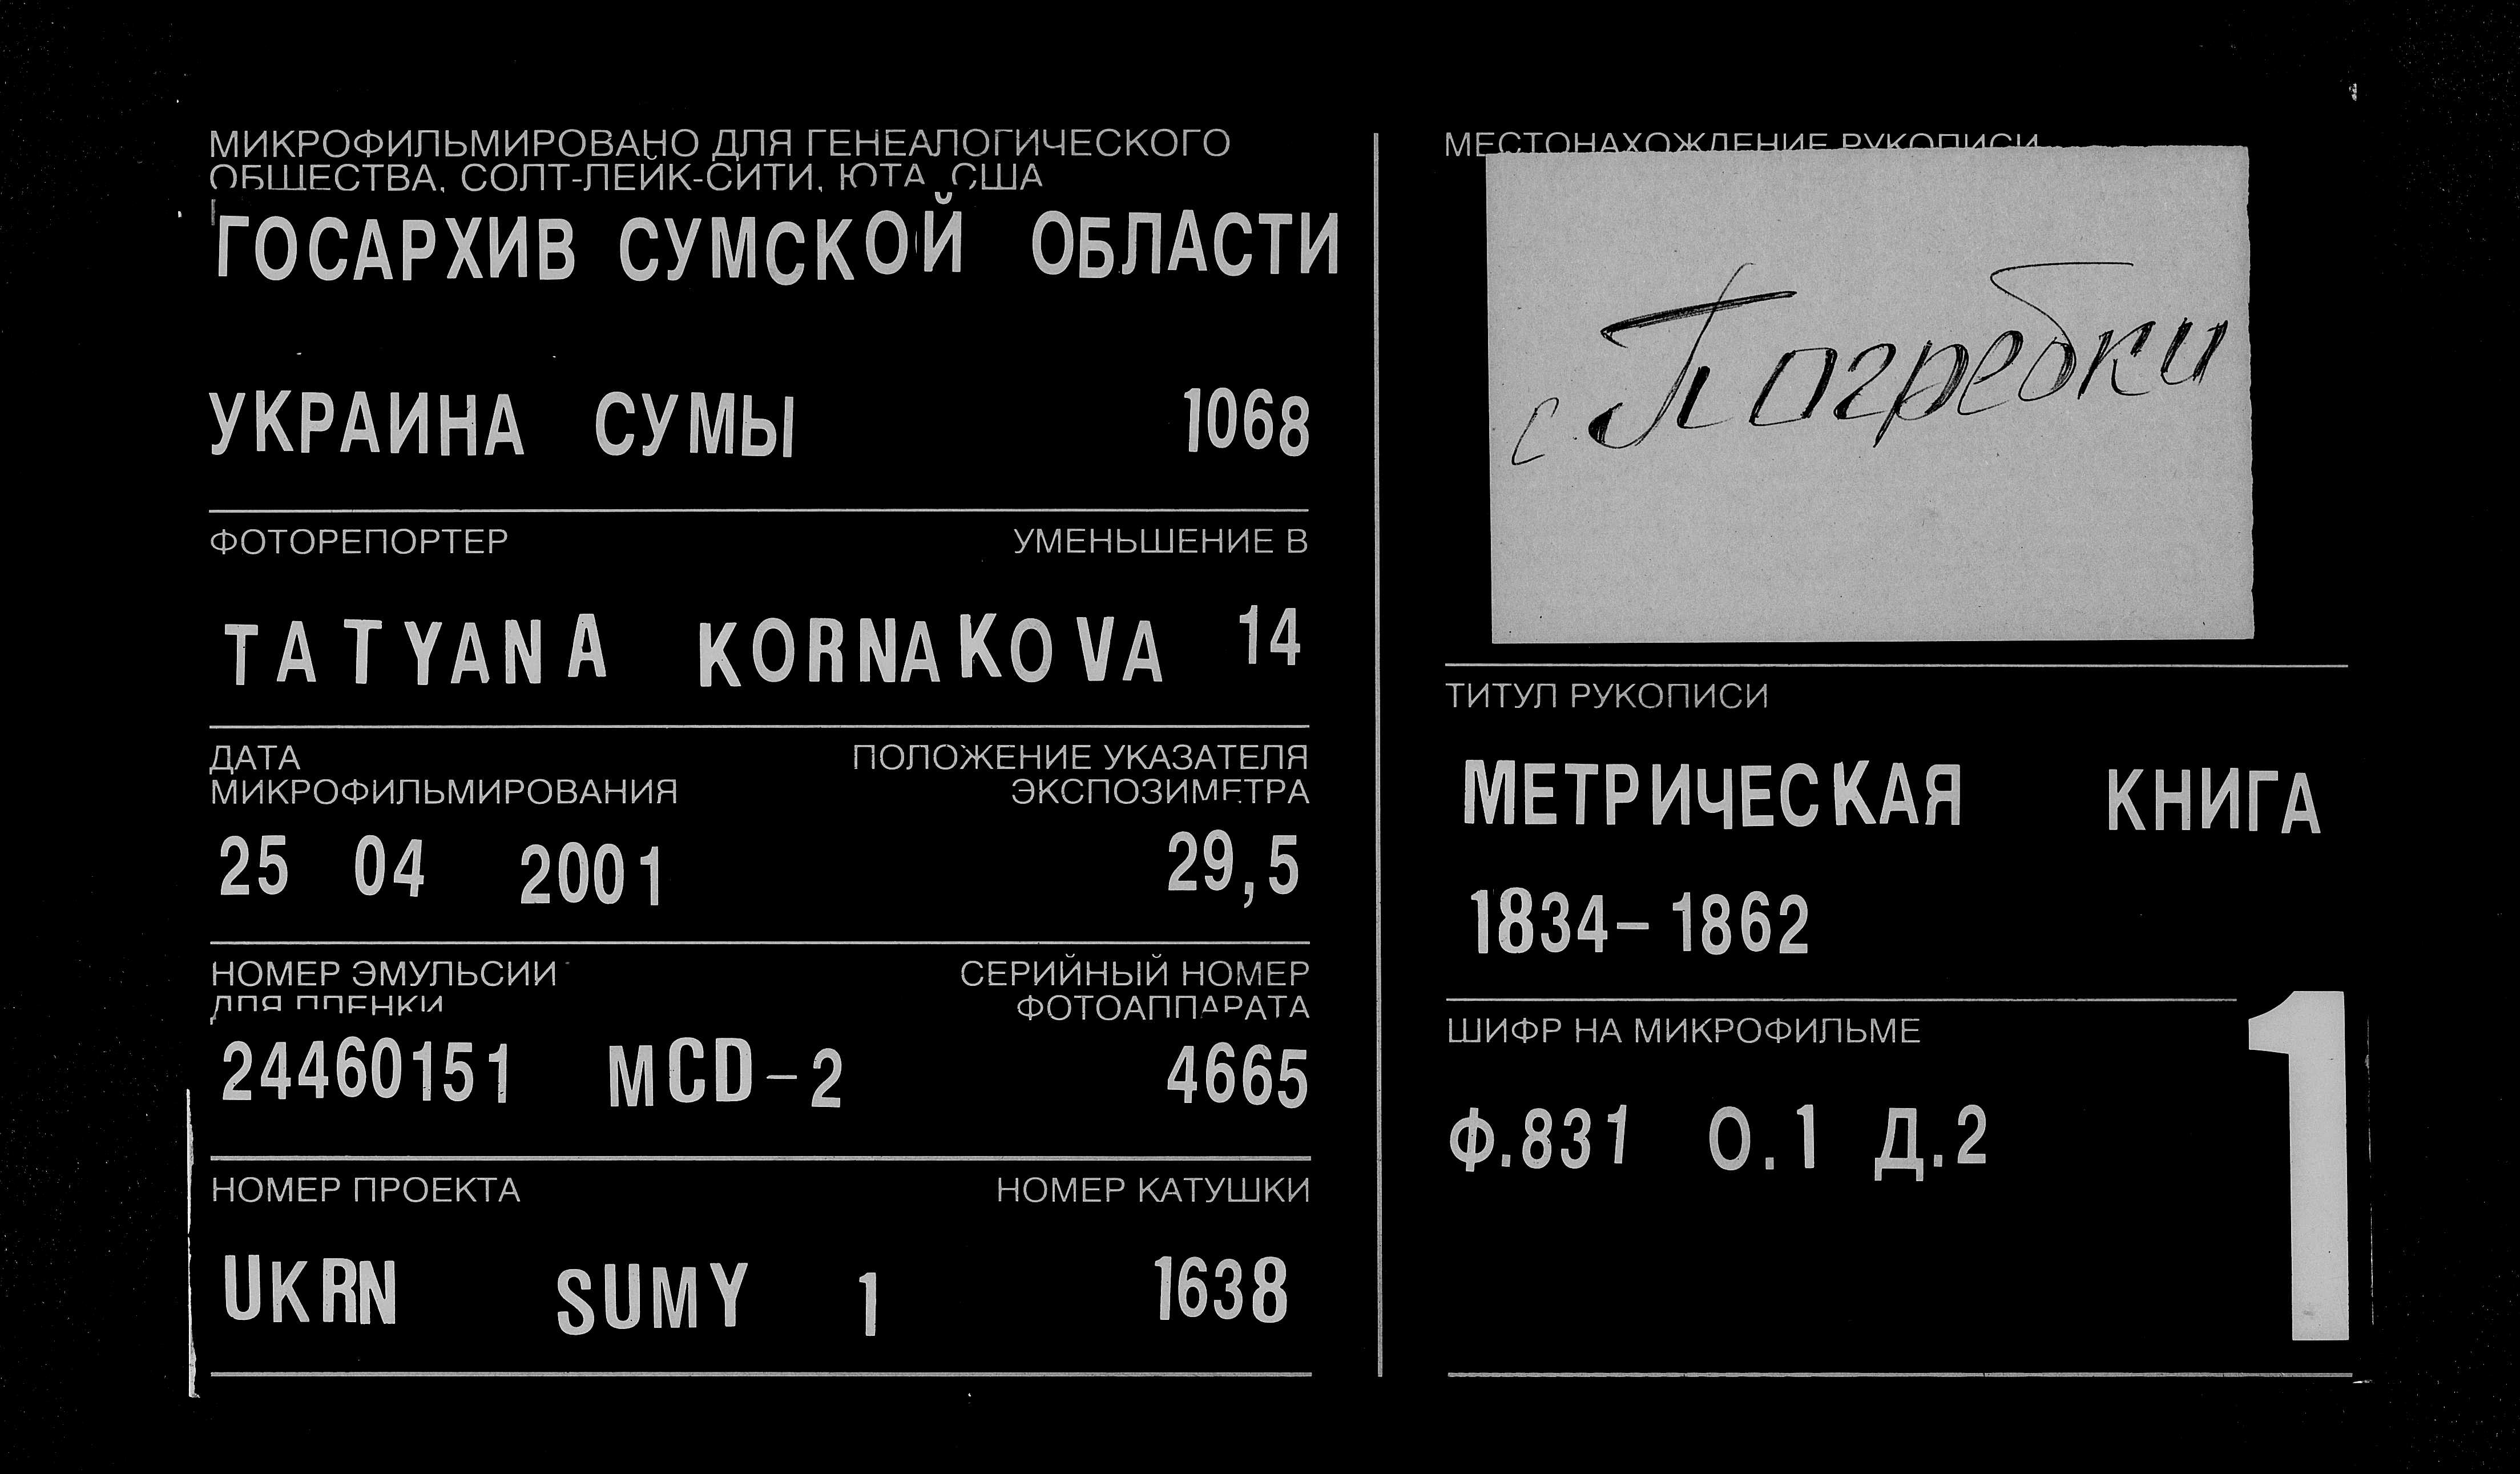 МИКРОФИЛЬМИРОВАНО ДЛЯ ГЕНЕАЛОГИЧЕСКОГО
ОБЩЕСТВА, СОЛТ-ЛЕЙК-СИТИ, ЮТА, США
ГОСАРХИВ СУМСКОЙ ОБЛАСТИ
УКРАИНА СУМЫ 1068
ФОТОРЕПОРТЕР УМЕНЬШЕНИЕ В
TATYANA KORNAKOVA 14
ДАТА ПОЛОЖЕНИЕ УКАЗАТЕЛЯ
МИКРОФИЛЬМИРОВАНИЯ ЭКСПОЗИМЕТРА
25 04 2001 29,5
НОМЕР ЭМУЛЬСИИ СЕРИЙНЫЙ НОМЕР
ДЛЯ ПЛЕНКИ ФОТОАППАРАТА
24460151 MCD-2 4665
НОМЕР ПРОЕКТА НОМЕР КАТУШКИ
UKRN SUMY 1 1638
МЕСТОНАХОЖДЕНИЕ РУКОПИСИ
с. Погребки
ТИТУЛ РУКОПИСИ
МЕТРИЧЕСКАЯ КНИГА
1834-1862
ШИФР НА МИКРОФИЛЬМЕ
Ф.831 О.1 Д.2
1